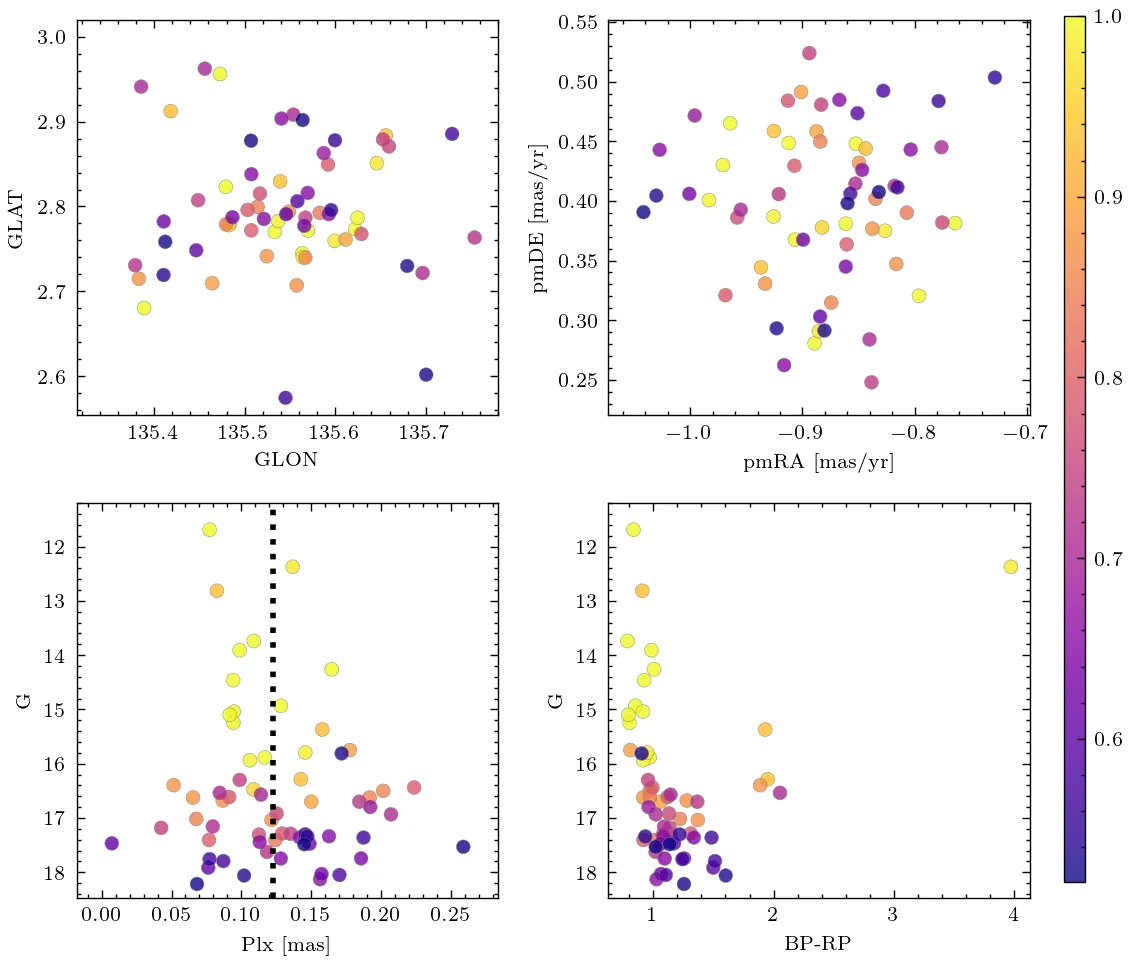 3.0
2.9
2.8
2.7
2.6
GLAT
135.4 135.5 135.6 135.7
GLON
0.55
0.50
0.45
0.40
0.35
0.30
0.25
pmDE [mas/yr]
−1.0 −0.9 −0.8 −0.7
pmRA [mas/yr]
1.0
0.9
0.8
0.7
0.6
12
13
14
15
16
17
18
G
0.00 0.05 0.10 0.15 0.20 0.25
Plx [mas]
12
13
14
15
16
17
18
G
1 2 3 4
BP-RP